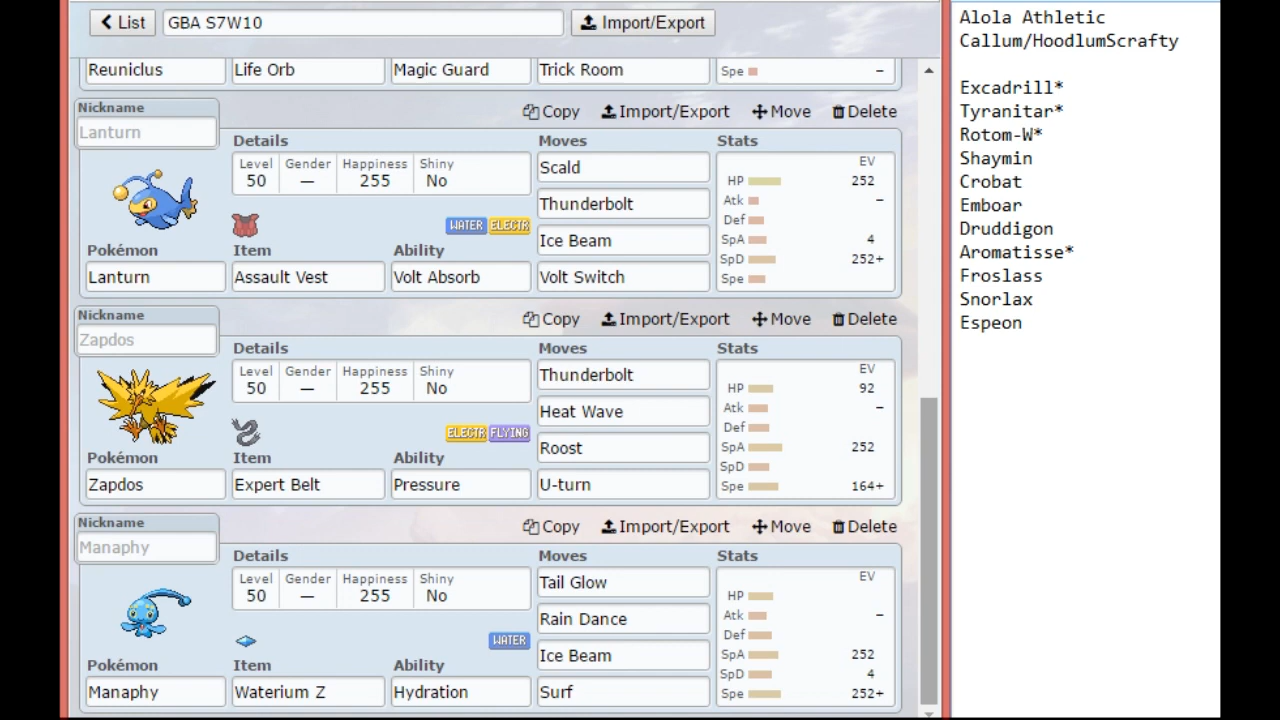 List
GBA S7W10
Import/Export
Reuniclus Life Orb Magic Guard Trick Room Spe –
Nickname
Lanturn
Copy Import/Export Move Delete
Details Moves Stats
Level Gender Happiness Shiny
50 — 255 No
Scald
Thunderbolt
Ice Beam
Volt Switch
EV
HP 252
Atk –
Def
SpA 4
SpD 252+
Spe
WATER ELECTR
Pokémon Item Ability
Lanturn Assault Vest Volt Absorb
Nickname
Zapdos
Copy Import/Export Move Delete
Details Moves Stats
Level Gender Happiness Shiny
50 — 255 No
Thunderbolt
Heat Wave
Roost
U-turn
EV
HP 92
Atk –
Def
SpA 252
SpD
Spe 164+
ELECTR FLYING
Pokémon Item Ability
Zapdos Expert Belt Pressure
Nickname
Manaphy
Copy Import/Export Move Delete
Details Moves Stats
Level Gender Happiness Shiny
50 — 255 No
Tail Glow
Rain Dance
Ice Beam
Surf
EV
HP
Atk –
Def
SpA 252
SpD 4
Spe 252+
WATER
Pokémon Item Ability
Manaphy Waterium Z Hydration
Alola Athletic
Callum/HoodlumScrafty
Excadrill*
Tyranitar*
Rotom-W*
Shaymin
Crobat
Emboar
Druddigon
Aromatisse*
Froslass
Snorlax
Espeon